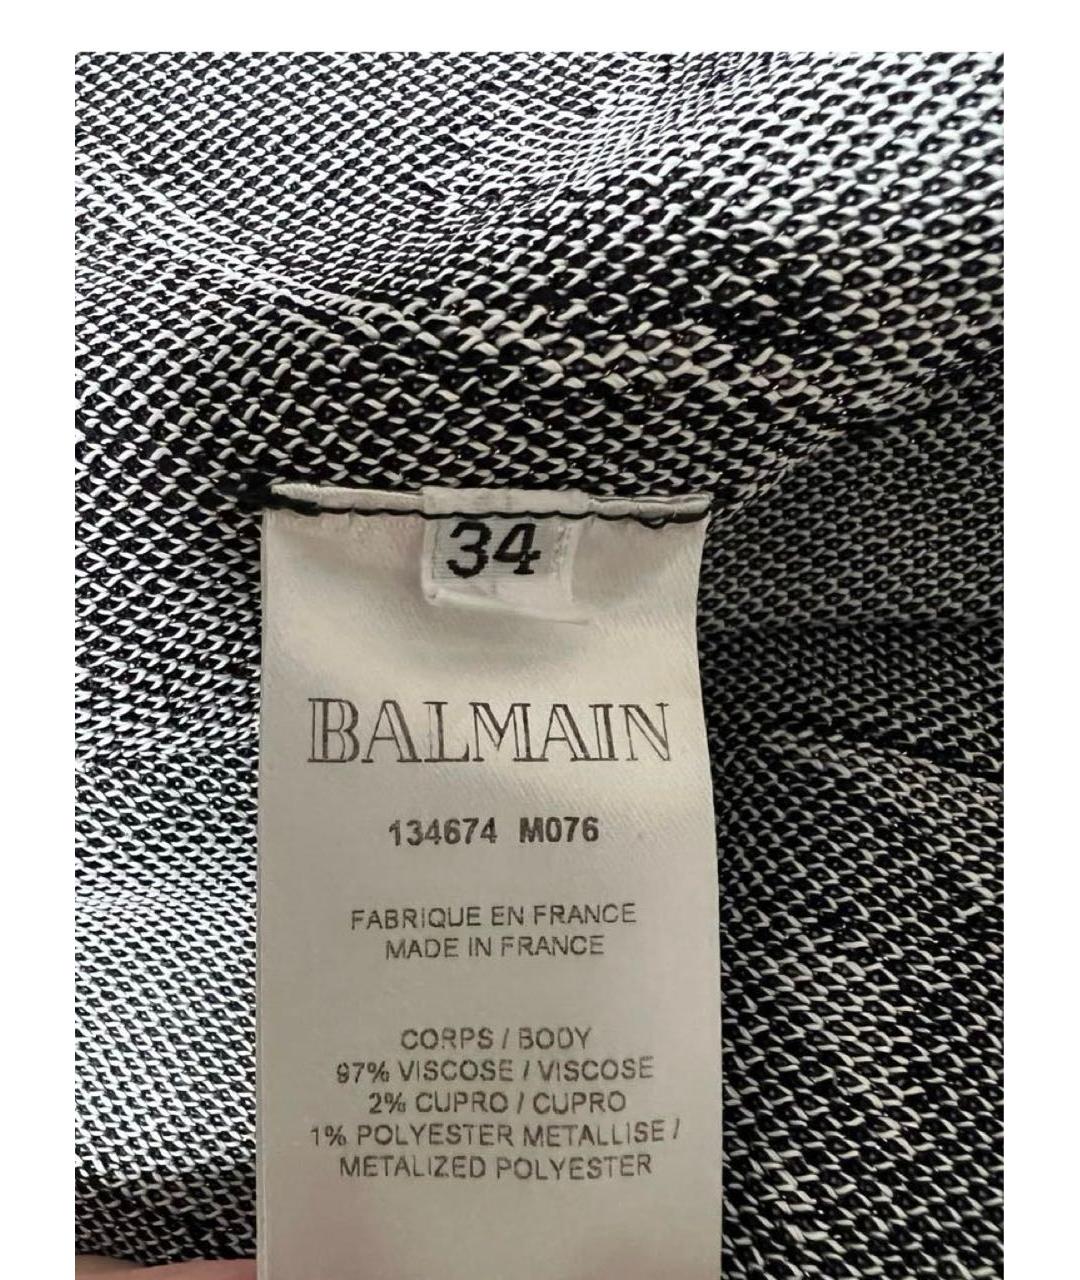 34
BALMAIN
134674 M076
FABRIQUE EN FRANCE
MADE IN FRANCE
CORPS / BODY
97% VISCOSE / VISCOSE
2% CUPRO / CUPRO
1% POLYESTER METALLISE /
METALIZED POLYESTER